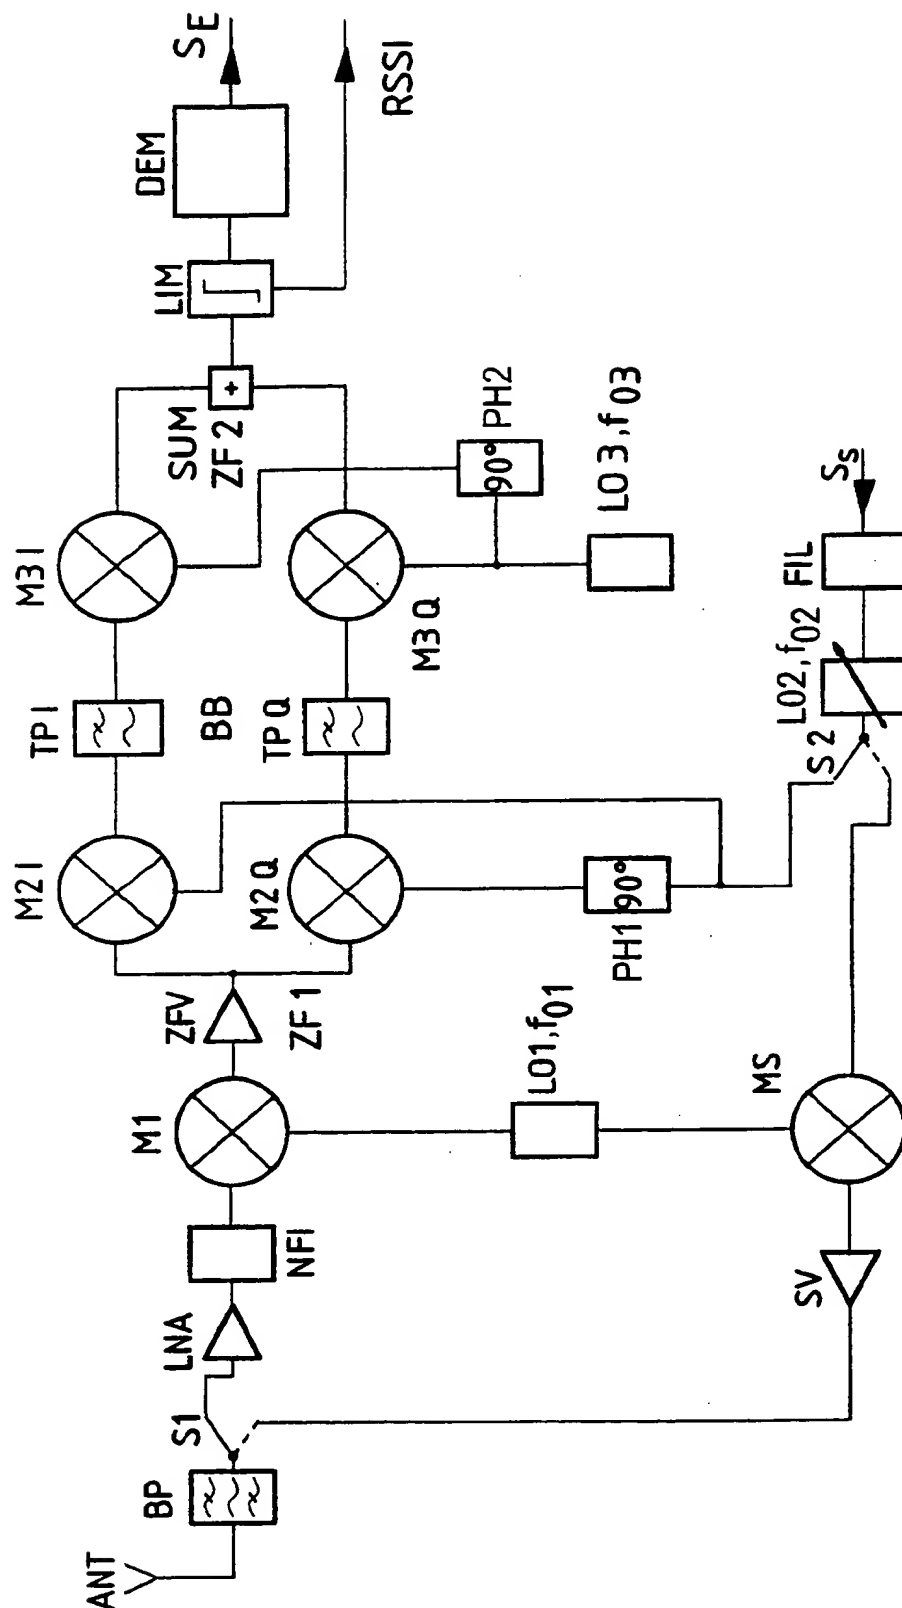 ANT
BP
S1
LNA
NFI
M1
ZFV
ZF1
M2I
M2Q
TPI
BB
TPQ
M3I
M3Q
SUM
ZF2
+
LIM
DEM
SE
RSSI
90° PH2
LO3,f03
PH1 90°
LO1,f01
S2
LO2,f02
FIL
SS
MS
SV